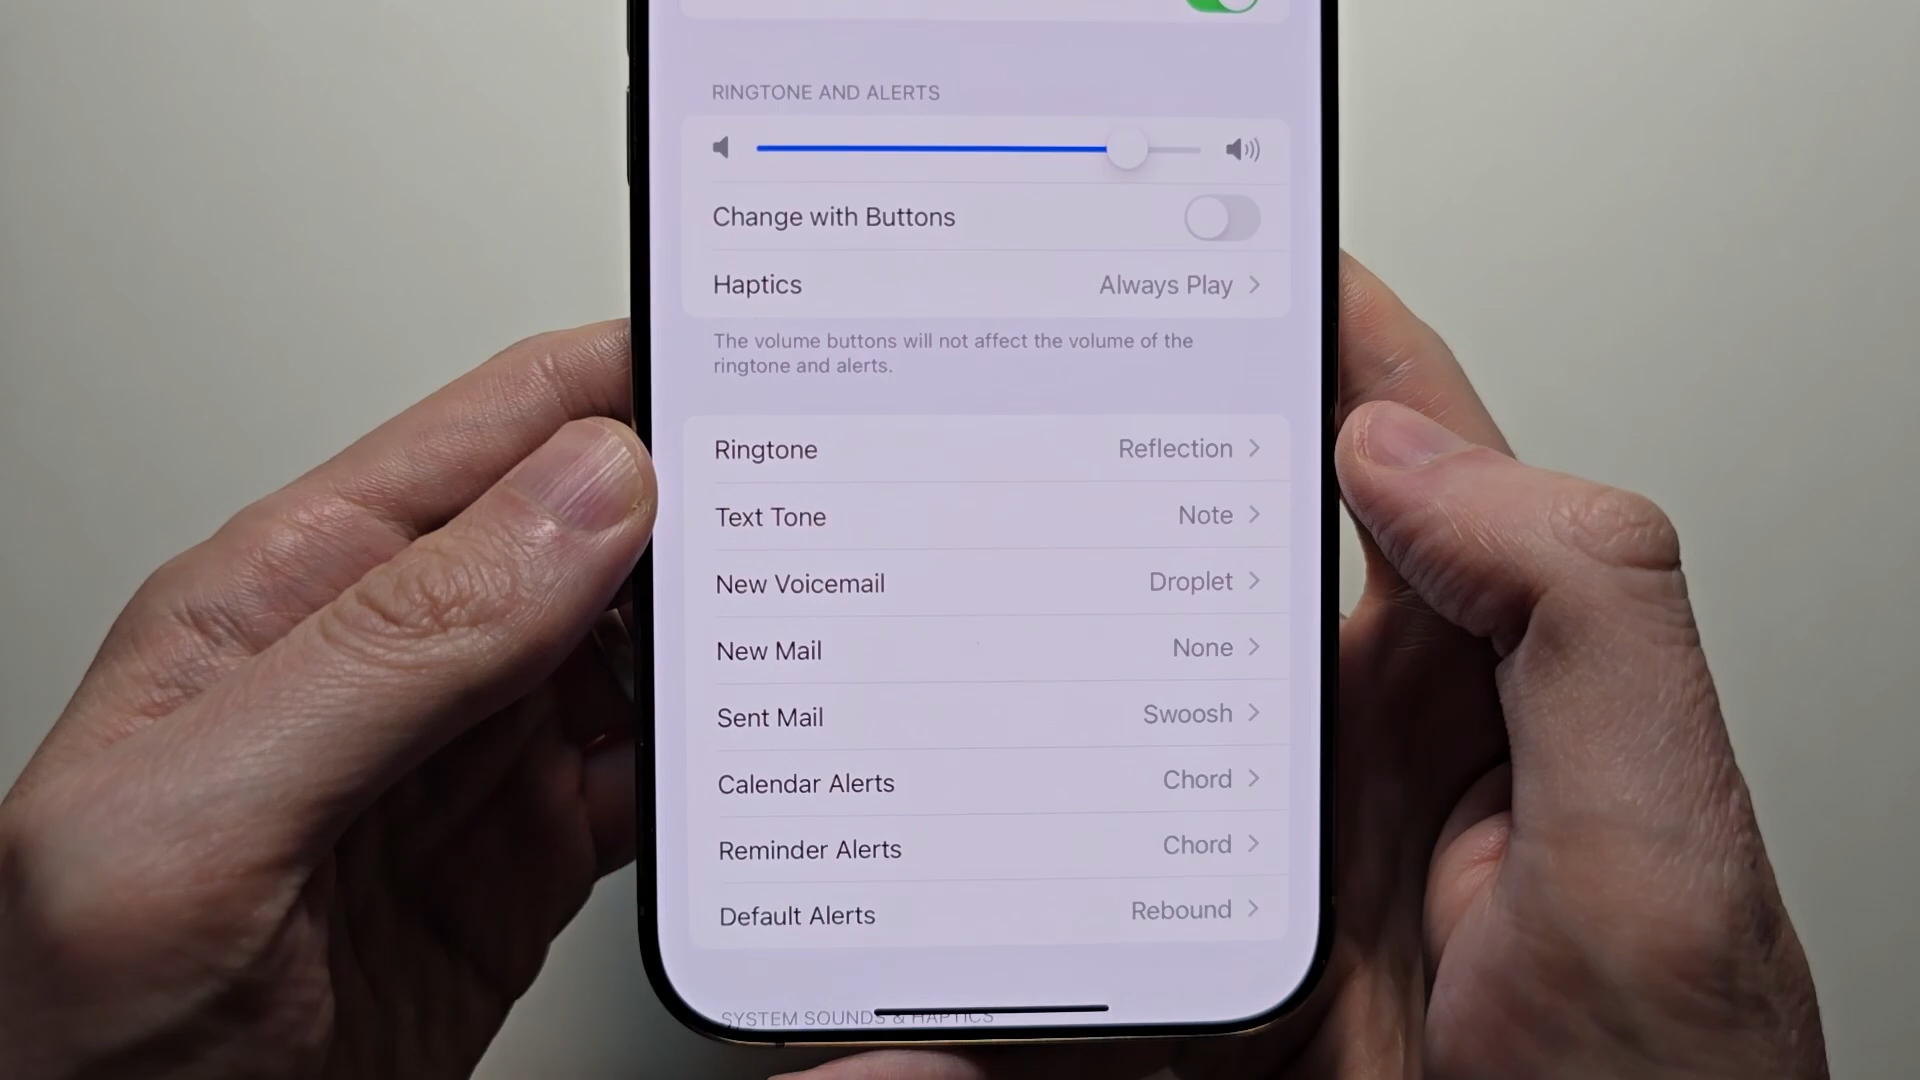 RINGTONE AND ALERTS
Change with Buttons
Haptics Always Play
The volume buttons will not affect the volume of the
ringtone and alerts.
Ringtone Reflection
Text Tone Note
New Voicemail Droplet
New Mail None
Sent Mail Swoosh
Calendar Alerts Chord
Reminder Alerts Chord
Default Alerts Rebound
SYSTEM SOUNDS & HAPTICS